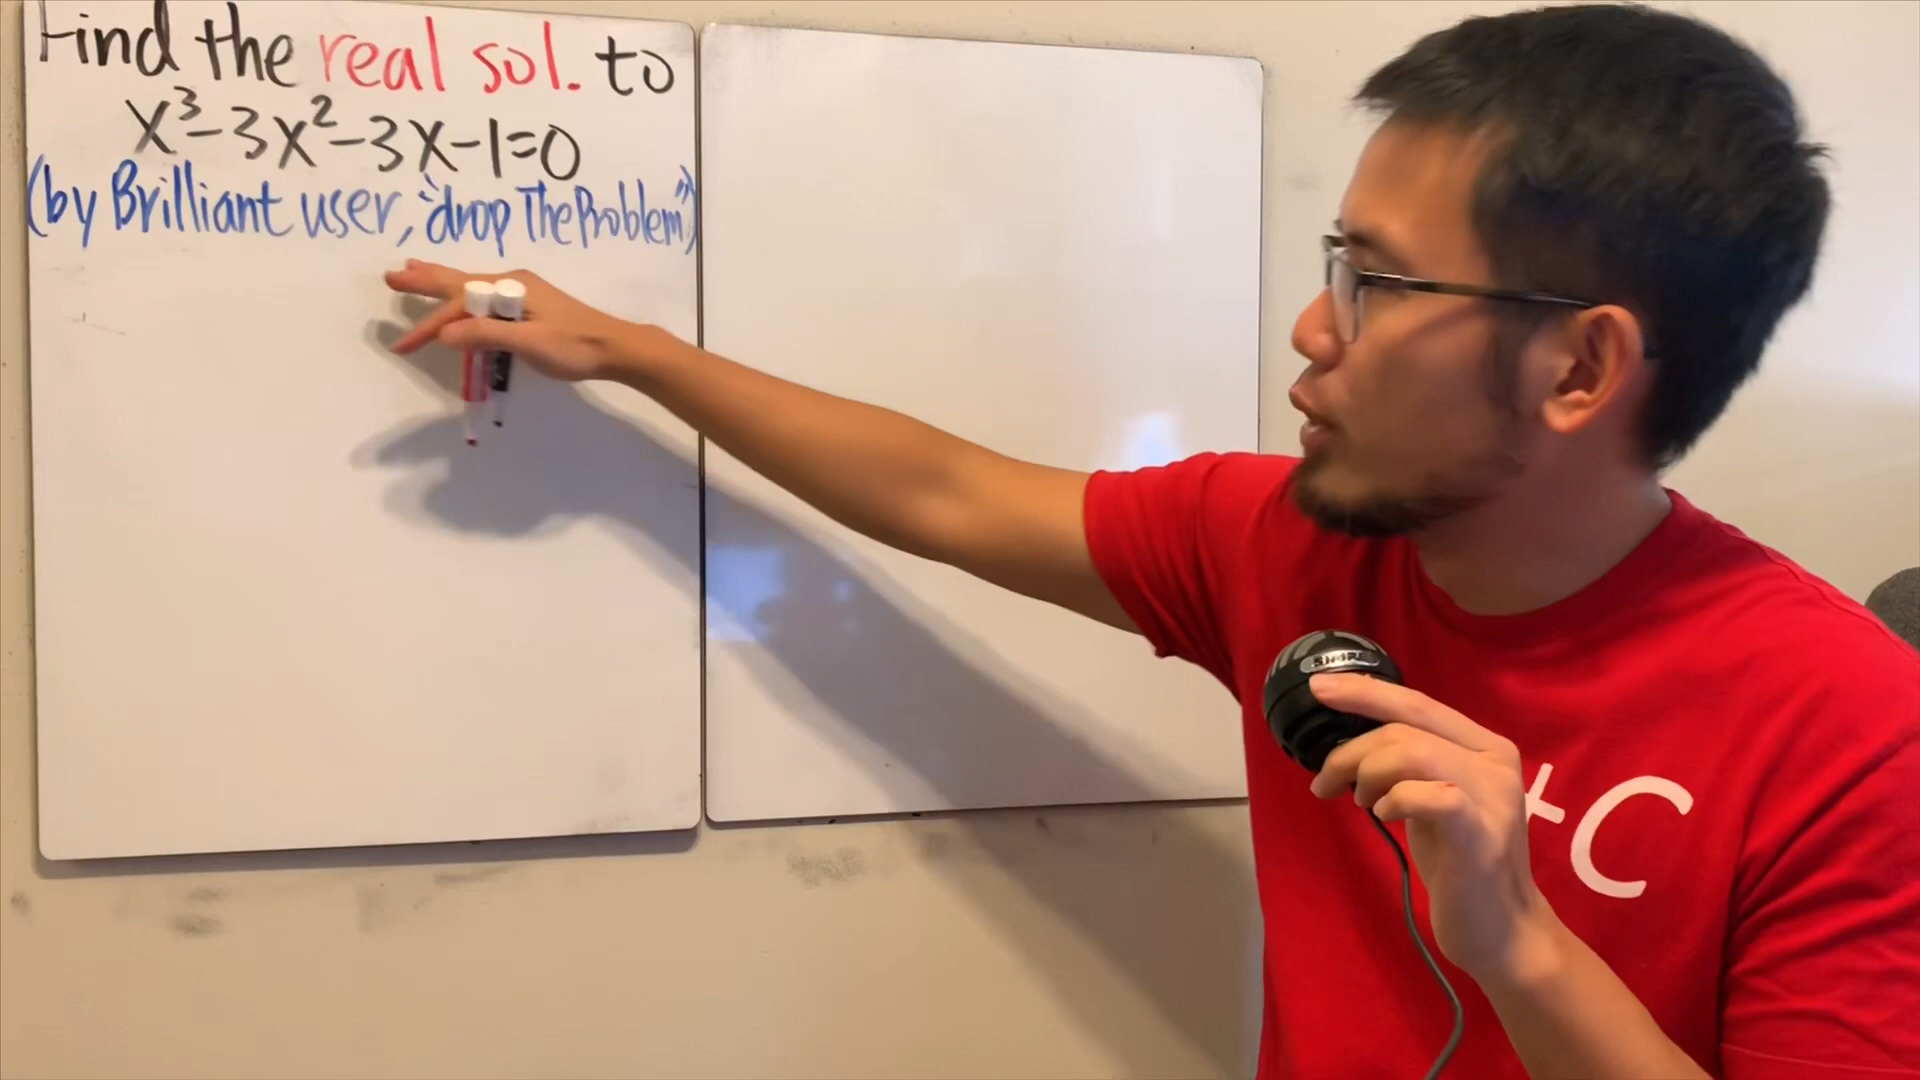 Find the real sol. to
x³-3x²-3x-1=0
(by Brilliant user, "drop The Problem")
+C